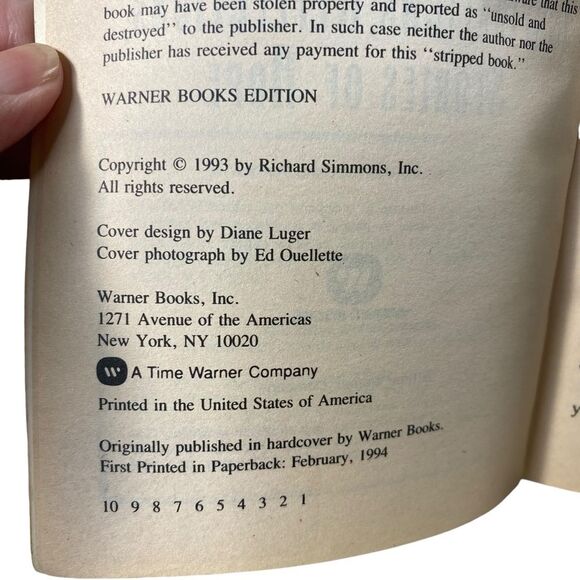 that this
book may have been stolen property and reported as "unsold and
destroyed" to the publisher. In such case neither the author nor the
publisher has received any payment for this "stripped book."
WARNER BOOKS EDITION
Copyright © 1993 by Richard Simmons, Inc.
All rights reserved.
Cover design by Diane Luger
Cover photograph by Ed Ouellette
Warner Books, Inc.
1271 Avenue of the Americas
New York, NY 10020
W A Time Warner Company
Printed in the United States of America
Originally published in hardcover by Warner Books.
First Printed in Paperback: February, 1994
10 9 8 7 6 5 4 3 2 1